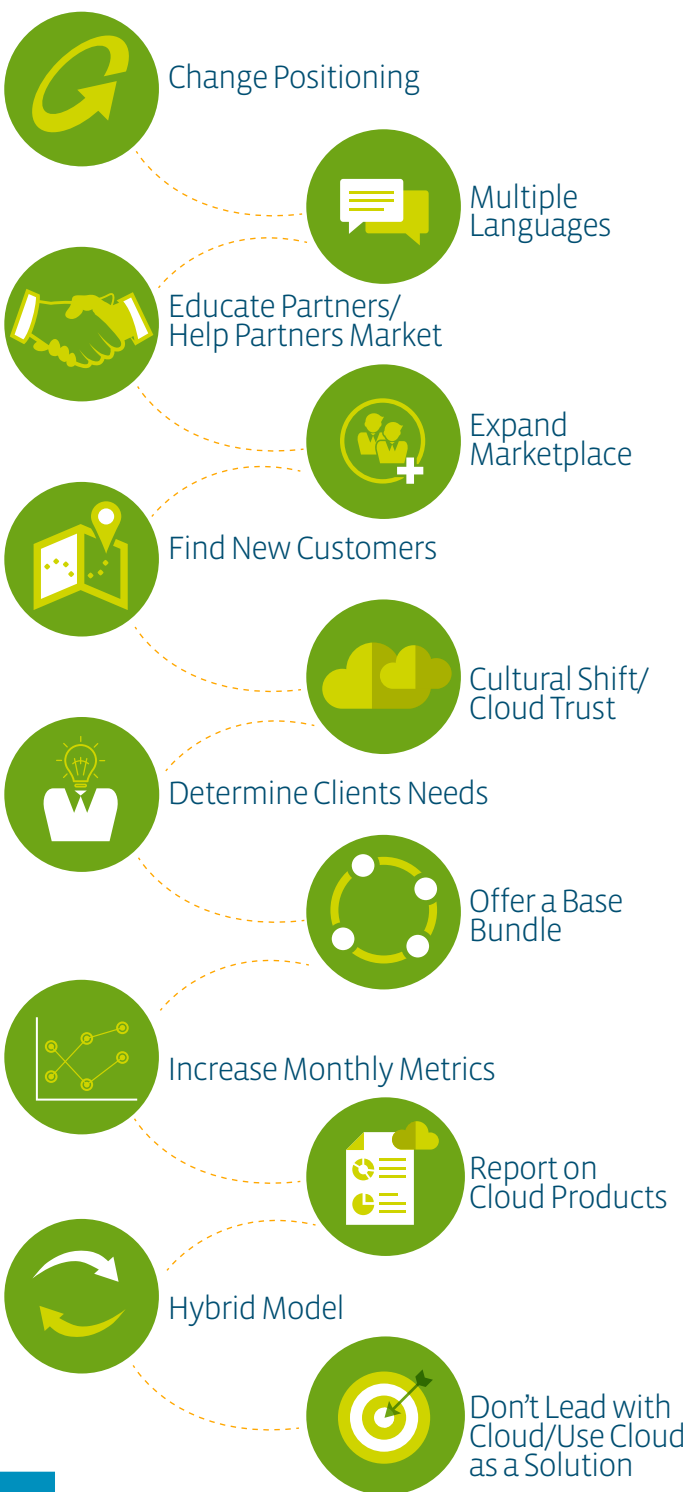 Change Positioning
Multiple
Languages
Educate Partners/
Help Partners Market
Expand
Marketplace
Find New Customers
Cultural Shift/
Cloud Trust
Determine Clients Needs
Offer a Base
Bundle
Increase Monthly Metrics
Report on
Cloud Products
Hybrid Model
Don’t Lead with
Cloud/Use Cloud
as a Solution